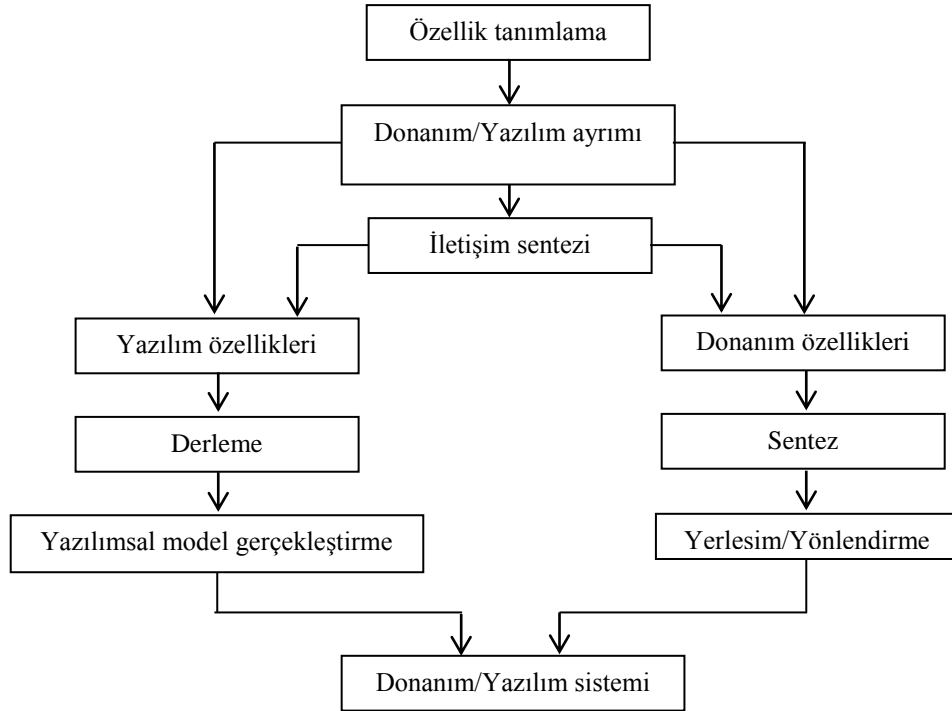 Özellik tanımlama
Donanım/Yazılım ayrımı
İletişim sentezi
Yazılım özellikleri
Donanım özellikleri
Derleme
Sentez
Yazılımsal model gerçekleştirme
Yerlesim/Yönlendirme
Donanım/Yazılım sistemi